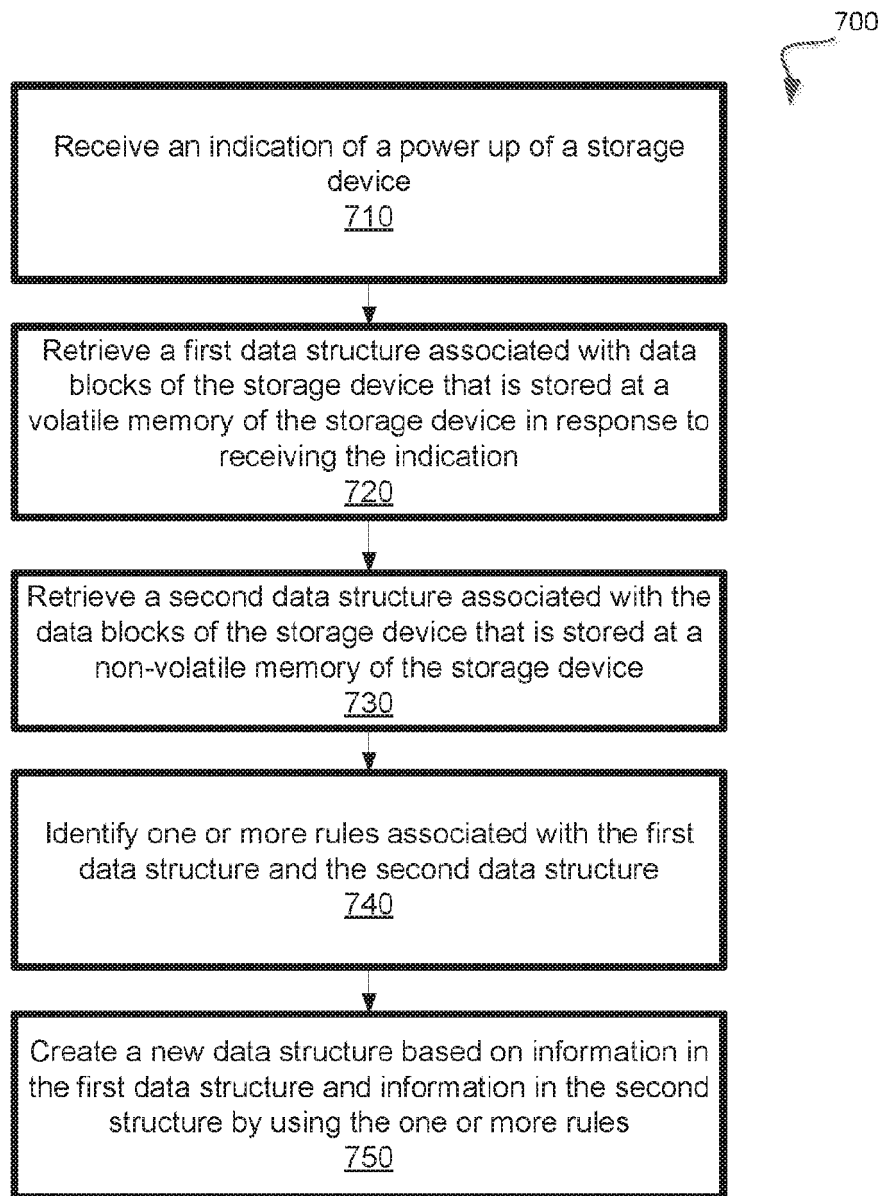 700
Receive an indication of a power up of a storage
device
710
Retrieve a first data structure associated with data
blocks of the storage device that is stored at a
volatile memory of the storage device in response to
receiving the indication
720
Retrieve a second data structure associated with the
data blocks of the storage device that is stored at a
non-volatile memory of the storage device
730
Identify one or more rules associated with the first
data structure and the second data structure
740
Create a new data structure based on information in
the first data structure and information in the second
structure by using the one or more rules
750